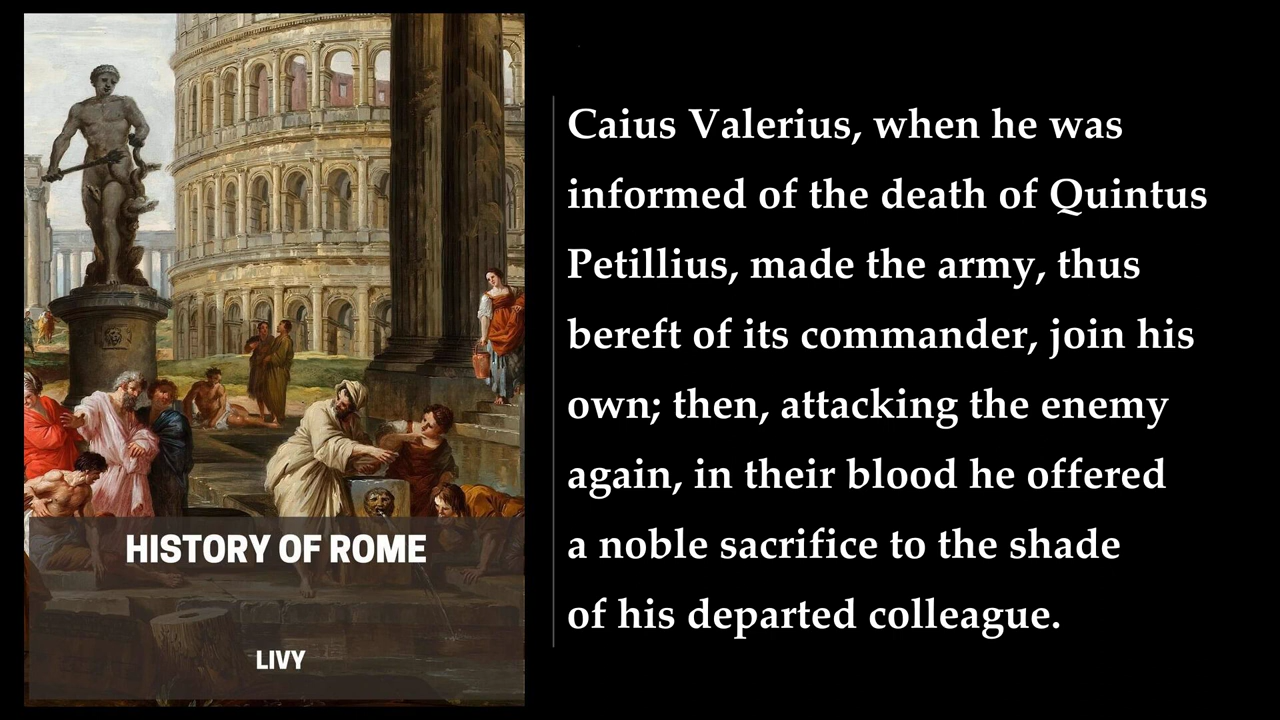 HISTORY OF ROME
LIVY
Caius Valerius, when he was
informed of the death of Quintus
Petillius, made the army, thus
bereft of its commander, join his
own; then, attacking the enemy
again, in their blood he offered
a noble sacrifice to the shade
of his departed colleague.